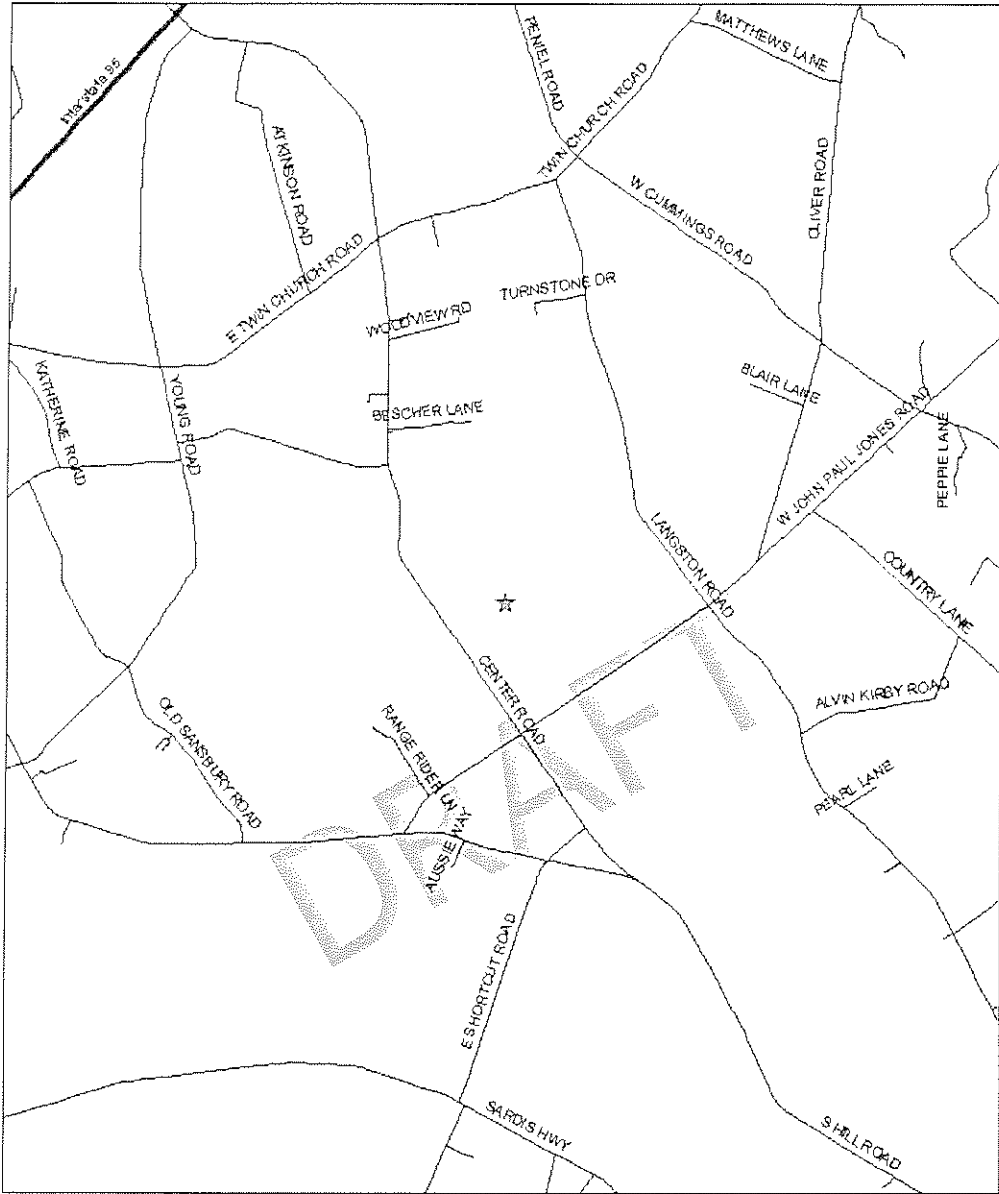 Interstate 95
PENIEL ROAD
MATTHEWS LANE
TWIN CHURCH ROAD
ATKINSON ROAD
W CUMMINGS ROAD
OLIVER ROAD
E TWIN CHURCH ROAD
TURNSTONE DR
WOODVIEW RD
KATHERINE ROAD
YOUNG ROAD
BESCHER LANE
BLAIR LANE
W JOHN PAUL JONES ROAD
PEPPIE LANE
LANGSTON ROAD
COUNTRY LANE
CENTER ROAD
ALVIN KIRBY ROAD
OLD SANSBURY ROAD
RANGE RIDER LN
PEARL LANE
AUSSIE WAY
DRAFT
E SHORTCUT ROAD
SARDIS HWY
S HILL ROAD